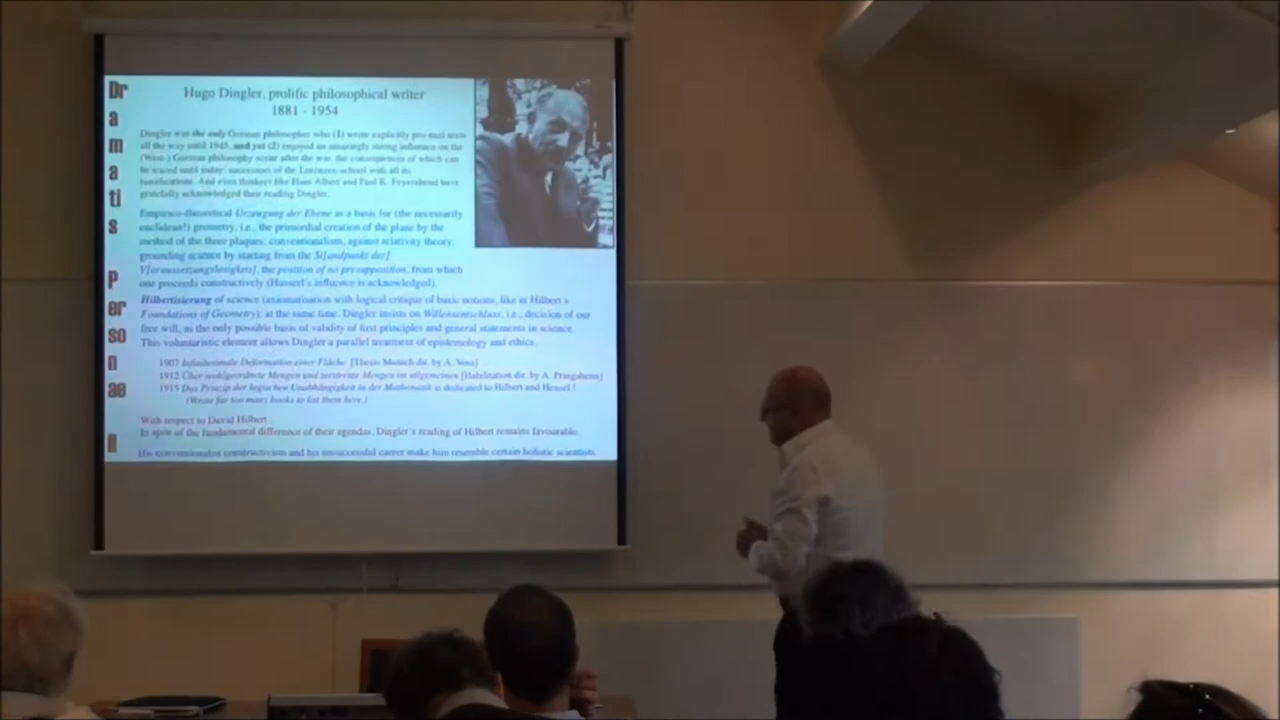 Dr
a
m
a
ti
s
P
er
so
n
ae
II
Hugo Dingler, prolific philosophical writer
1881 - 1954
Dingler was the only German philosopher who (1) wrote explicitly pro-nazi texts
all the way until 1945, and yet (2) enjoyed an amazingly strong influence on the
(West-) German philosophy scene after the war, the consequences of which can
be traced until today: successors of the Lorenzen-school with all its
ramifications. And even thinkers like Hans Albert and Paul K. Feyerabend have
gratefully acknowledged their reading Dingler.
Empirico-theoretical Urzeugung der Ebene as a basis for (the necessarily
euclidean!) geometry, i.e., the primordial creation of the plane by the
method of the three plaques; conventionalism, against relativity theory;
grounding science by starting from the St[andpunkt der]
V[oraussetzungslosigkeit], the position of no presupposition, from which
one proceeds constructively (Husserl's influence is acknowledged).
Hilbertisierung of science (axiomatisation with logical critique of basic notions, like in Hilbert's
Foundations of Geometry); at the same time, Dingler insists on Willensentschluss, i.e., decision of our
free will, as the only possible basis of validity of first principles and general statements in science.
This voluntaristic element allows Dingler a parallel treatment of epistemology and ethics.
1907 Infinitesimale Deformation einer Fläche [Thesis Munich dir. by A. Voss]
1912 Über wohlgeordnete Mengen und zerstreute Mengen im allgemeinen [Habilitation dir. by A. Pringsheim]
1915 Das Prinzip der logischen Unabhängigkeit in der Mathematik is dedicated to Hilbert and Hensel !
(Wrote far too many books to list them here.)
With respect to David Hilbert :
In spite of the fundamental difference of their agendas, Dingler's reading of Hilbert remains favourable.
His conventionalist constructivism and his unsuccessful career make him resemble certain holistic scientists.